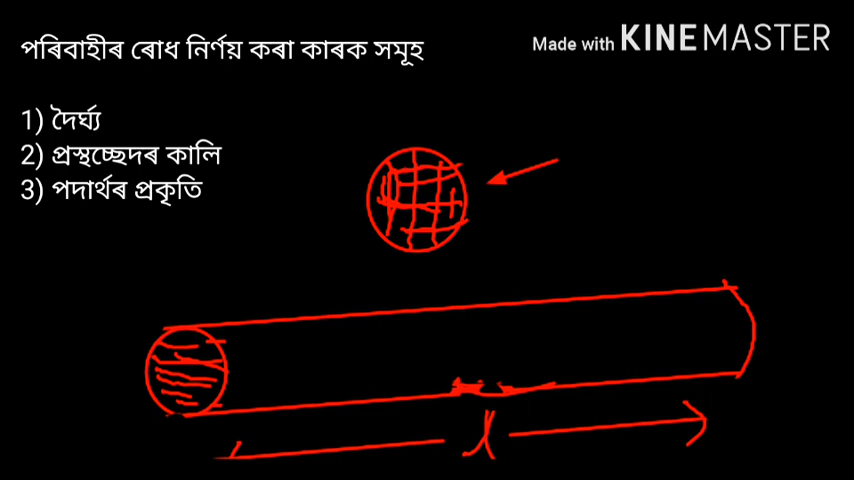 পৰিবাহীৰ ৰোধ নিৰ্ণয় কৰা কাৰক সমূহ
Made with KINEMASTER
1) দৈৰ্ঘ্য
2) প্ৰস্থচ্ছেদৰ কালি
3) পদাৰ্থৰ প্ৰকৃতি
l